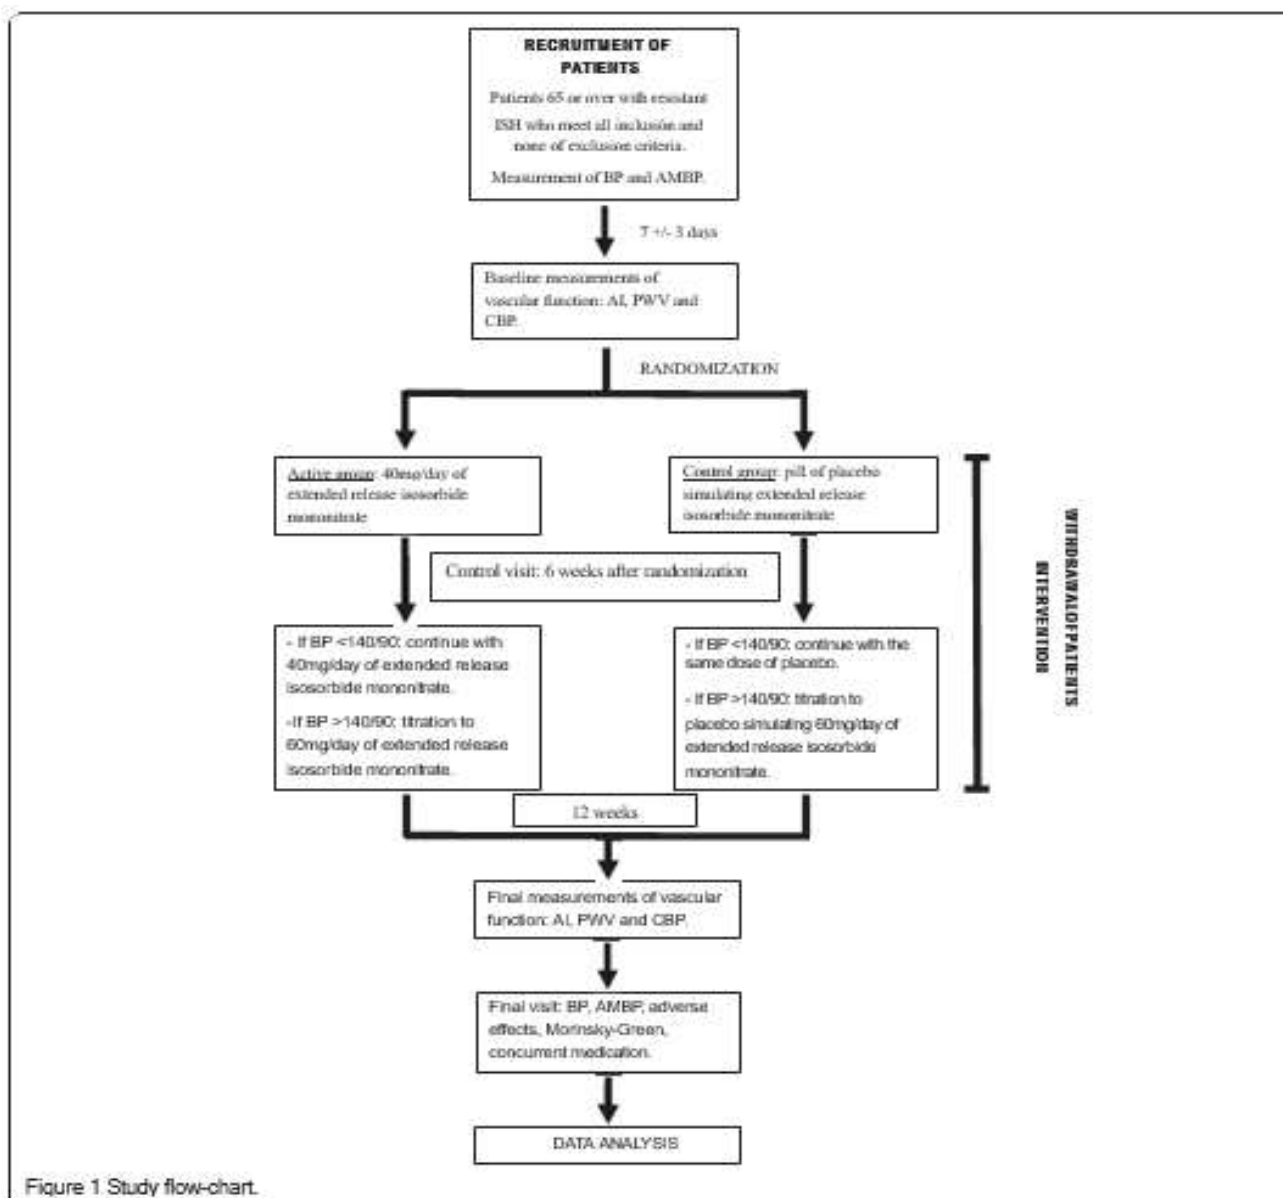 RECRUITMENT OF
PATIENTS
Patients 65 or over with resistant
ISH who meet all inclusión and
none of exclusion criteria.
Measurement of BP and AMBP.
7 +/- 3 days
Baseline measurements of
vascular function: AI, PWV and
CBP.
RANDOMIZATION
Active group: 40mg/day of
extended release isosorbide
mononitrate
Control group: pill of placebo
simulating extended release
isosorbide mononitrate
Control visit: 6 weeks after randomization
- If BP <140/90: continue with
40mg/day of extended release
isosorbide mononitrate.
-If BP >140/90: titration to
60mg/day of extended release
isosorbide mononitrate.
- If BP <140/90: continue with the
same dose of placebo.
- If BP >140/90: titration to
placebo simulating 60mg/day of
extended release isosorbide
mononitrate.
WITHDRAWAL OF PATIENTS
INTERVENTION
12 weeks
Final measurements of vascular
function: AI, PWV and CBP.
Final visit: BP, AMBP, adverse
effects, Morinsky-Green,
concurrent medication.
DATA ANALYSIS
Figure 1 Study flow-chart.